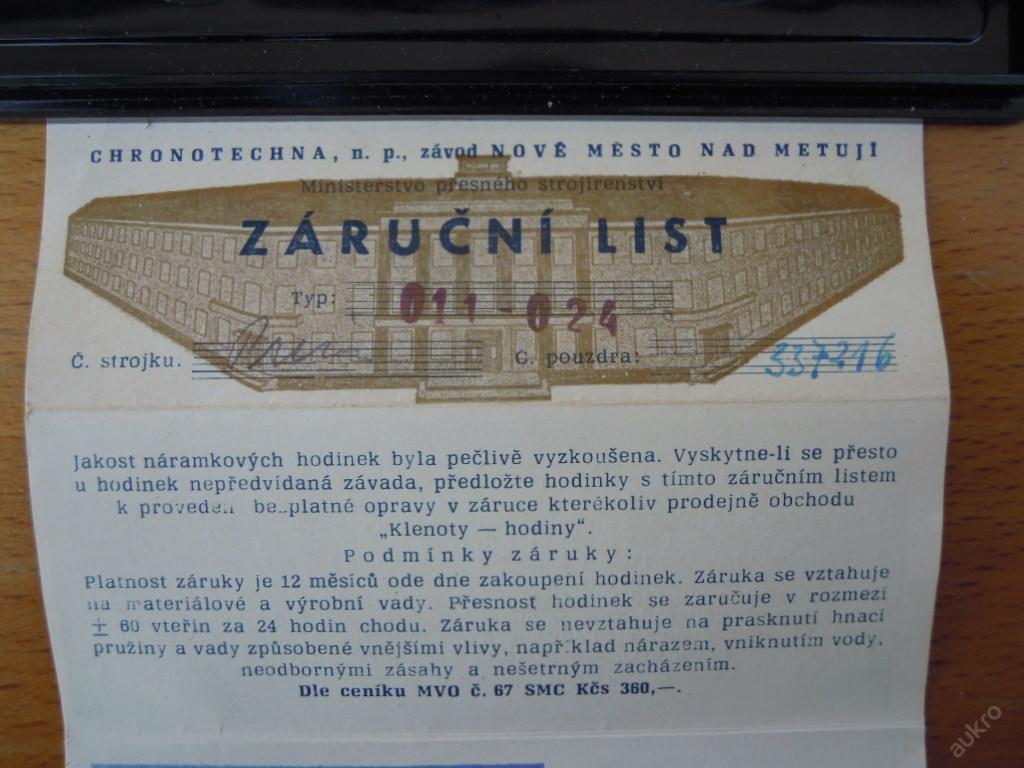 CHRONOTECHNA, n. p., závod NOVÉ MĚSTO NAD METUJÍ
Ministerstvo přesného strojírenství
ZÁRUČNÍ LIST
Typ: 011-024
Č. strojku. Č. pouzdra: 337216
Jakost náramkových hodinek byla pečlivě vyzkoušena. Vyskytne-li se přesto
u hodinek nepředvídaná závada, předložte hodinky s tímto záručním listem
k proveden bezplatné opravy v záruce kterékoliv prodejně obchodu
„Klenoty — hodiny“.
Podmínky záruky:
Platnost záruky je 12 měsíců ode dne zakoupení hodinek. Záruka se vztahuje
na materiálové a výrobní vady. Přesnost hodinek se zaručuje v rozmezí
± 60 vteřin za 24 hodin chodu. Záruka se nevztahuje na prasknutí hnací
pružiny a vady způsobené vnějšími vlivy, například nárazem, vniknutím vody,
neodbornými zásahy a nešetrným zacházením.
Dle ceníku MVO č. 67 SMC Kčs 360,—.
aukro